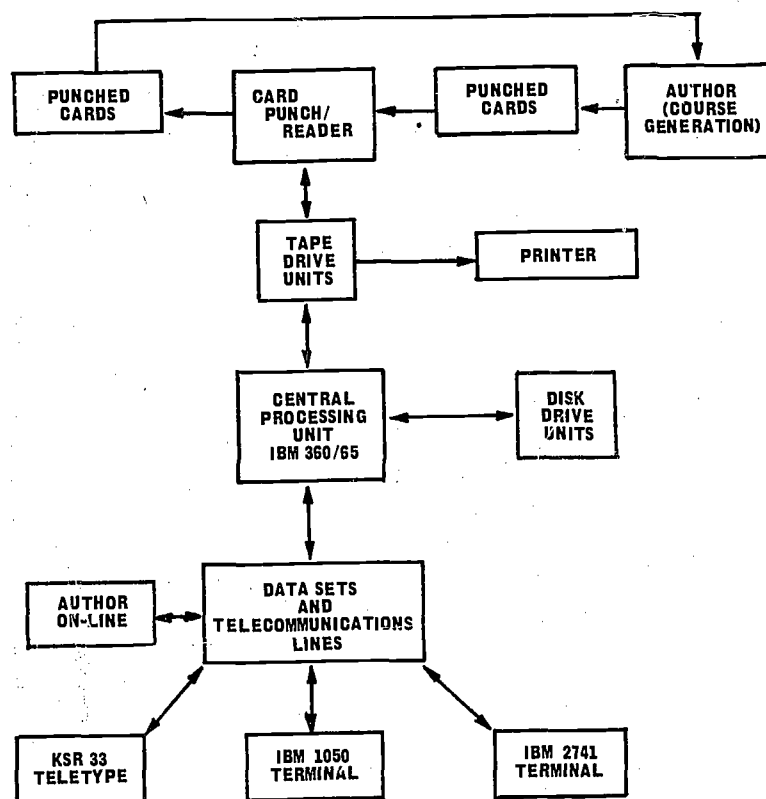 PUNCHED
CARDS
CARD
PUNCH/
READER
PUNCHED
CARDS
AUTHOR
(COURSE
GENERATION)
TAPE
DRIVE
UNITS
PRINTER
CENTRAL
PROCESSING
UNIT
IBM 360/65
DISK
DRIVE
UNITS
AUTHOR
ON-LINE
DATA SETS
AND
TELECOMMUNICATIONS
LINES
KSR 33
TELETYPE
IBM 1050
TERMINAL
IBM 2741
TERMINAL